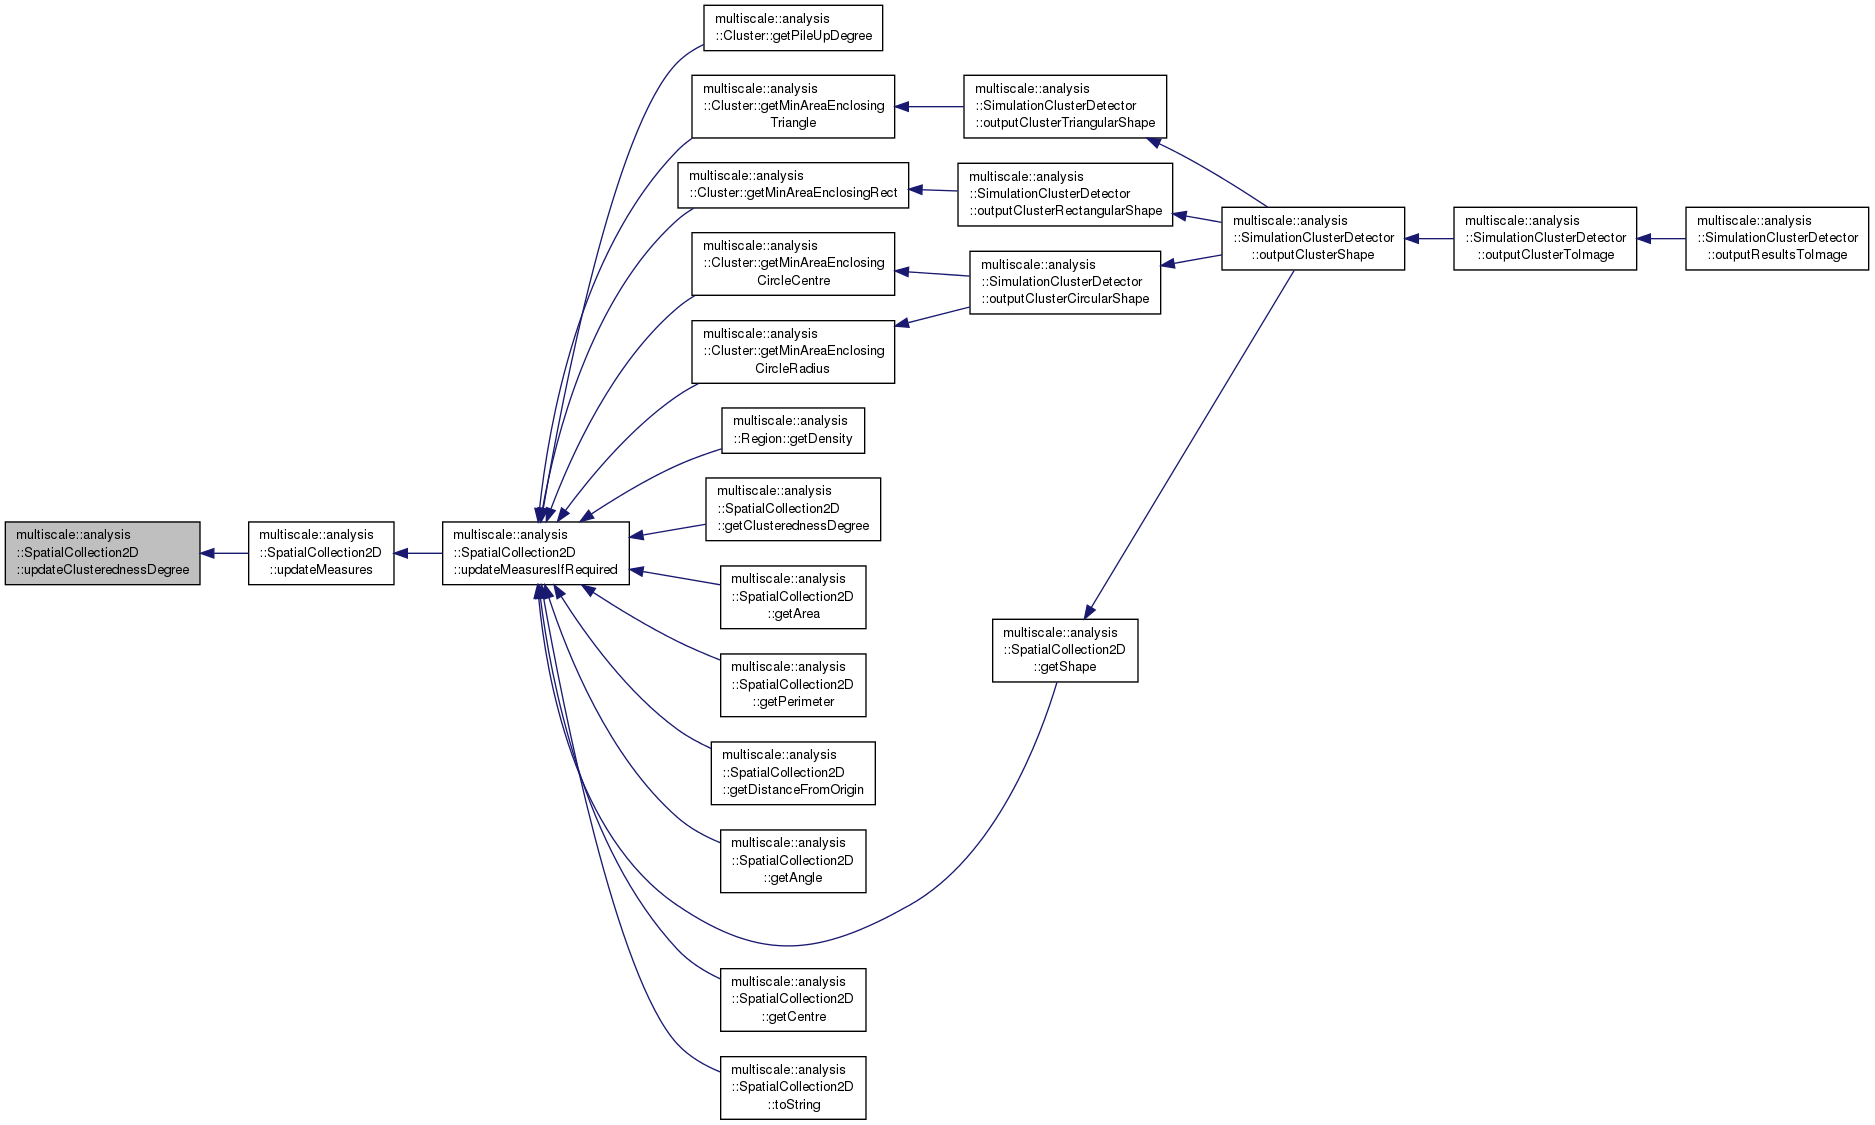 multiscale::analysis
::SpatialCollection2D
::updateClusterednessDegree
multiscale::analysis
::SpatialCollection2D
::updateMeasures
multiscale::analysis
::SpatialCollection2D
::updateMeasuresIfRequired
multiscale::analysis
::Cluster::getPileUpDegree
multiscale::analysis
::Cluster::getMinAreaEnclosing
Triangle
multiscale::analysis
::Cluster::getMinAreaEnclosingRect
multiscale::analysis
::Cluster::getMinAreaEnclosing
CircleCentre
multiscale::analysis
::Cluster::getMinAreaEnclosing
CircleRadius
multiscale::analysis
::Region::getDensity
multiscale::analysis
::SpatialCollection2D
::getClusterednessDegree
multiscale::analysis
::SpatialCollection2D
::getArea
multiscale::analysis
::SpatialCollection2D
::getPerimeter
multiscale::analysis
::SpatialCollection2D
::getDistanceFromOrigin
multiscale::analysis
::SpatialCollection2D
::getAngle
multiscale::analysis
::SpatialCollection2D
::getCentre
multiscale::analysis
::SpatialCollection2D
::toString
multiscale::analysis
::SimulationClusterDetector
::outputClusterTriangularShape
multiscale::analysis
::SimulationClusterDetector
::outputClusterRectangularShape
multiscale::analysis
::SimulationClusterDetector
::outputClusterCircularShape
multiscale::analysis
::SpatialCollection2D
::getShape
multiscale::analysis
::SimulationClusterDetector
::outputClusterShape
multiscale::analysis
::SimulationClusterDetector
::outputClusterToImage
multiscale::analysis
::SimulationClusterDetector
::outputResultsToImage